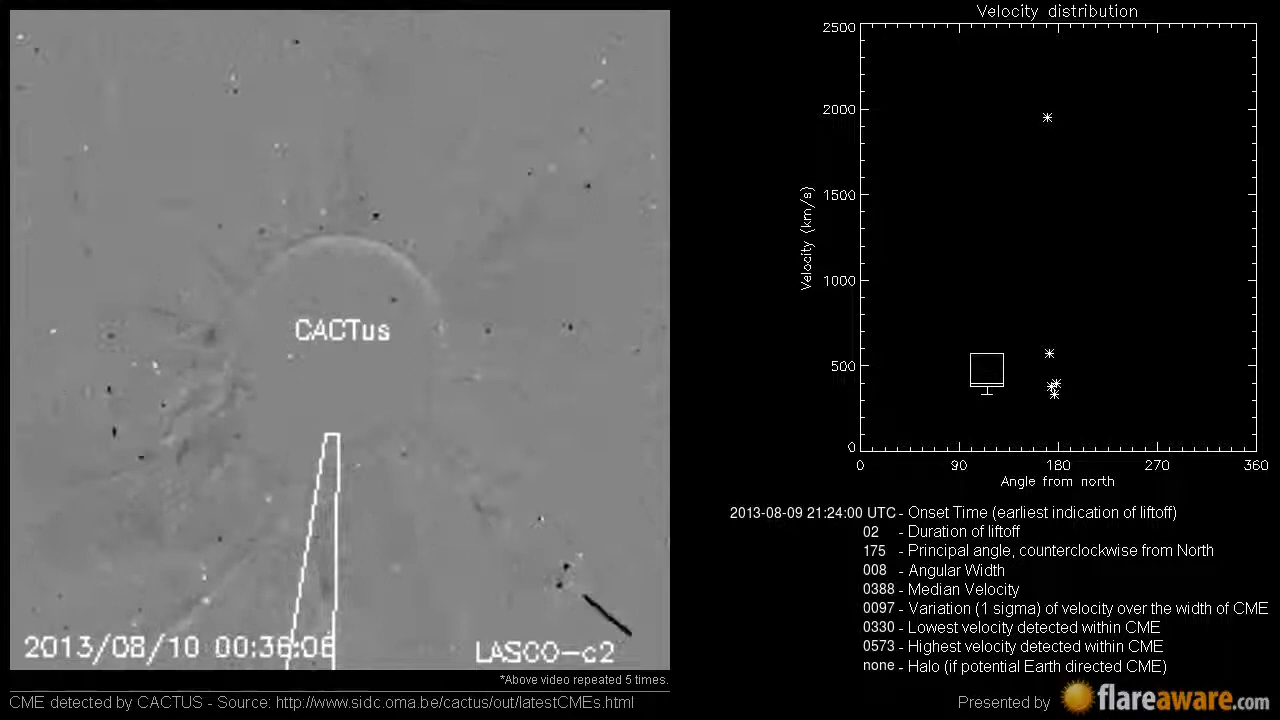 CACTus
2013/08/10 00:36:06
LASCO-c2
*Above video repeated 5 times.
CME detected by CACTUS - Source: http://www.sidc.oma.be/cactus/out/latestCMEs.html
Velocity distribution
Velocity (km/s)
2500
2000
1500
1000
500
0
0 90 180 270 360
Angle from north
2013-08-09 21:24:00 UTC - Onset Time (earliest indication of liftoff)
02 - Duration of liftoff
175 - Principal angle, counterclockwise from North
008 - Angular Width
0388 - Median Velocity
0097 - Variation (1 sigma) of velocity over the width of CME
0330 - Lowest velocity detected within CME
0573 - Highest velocity detected within CME
none - Halo (if potential Earth directed CME)
Presented by flareaware.com